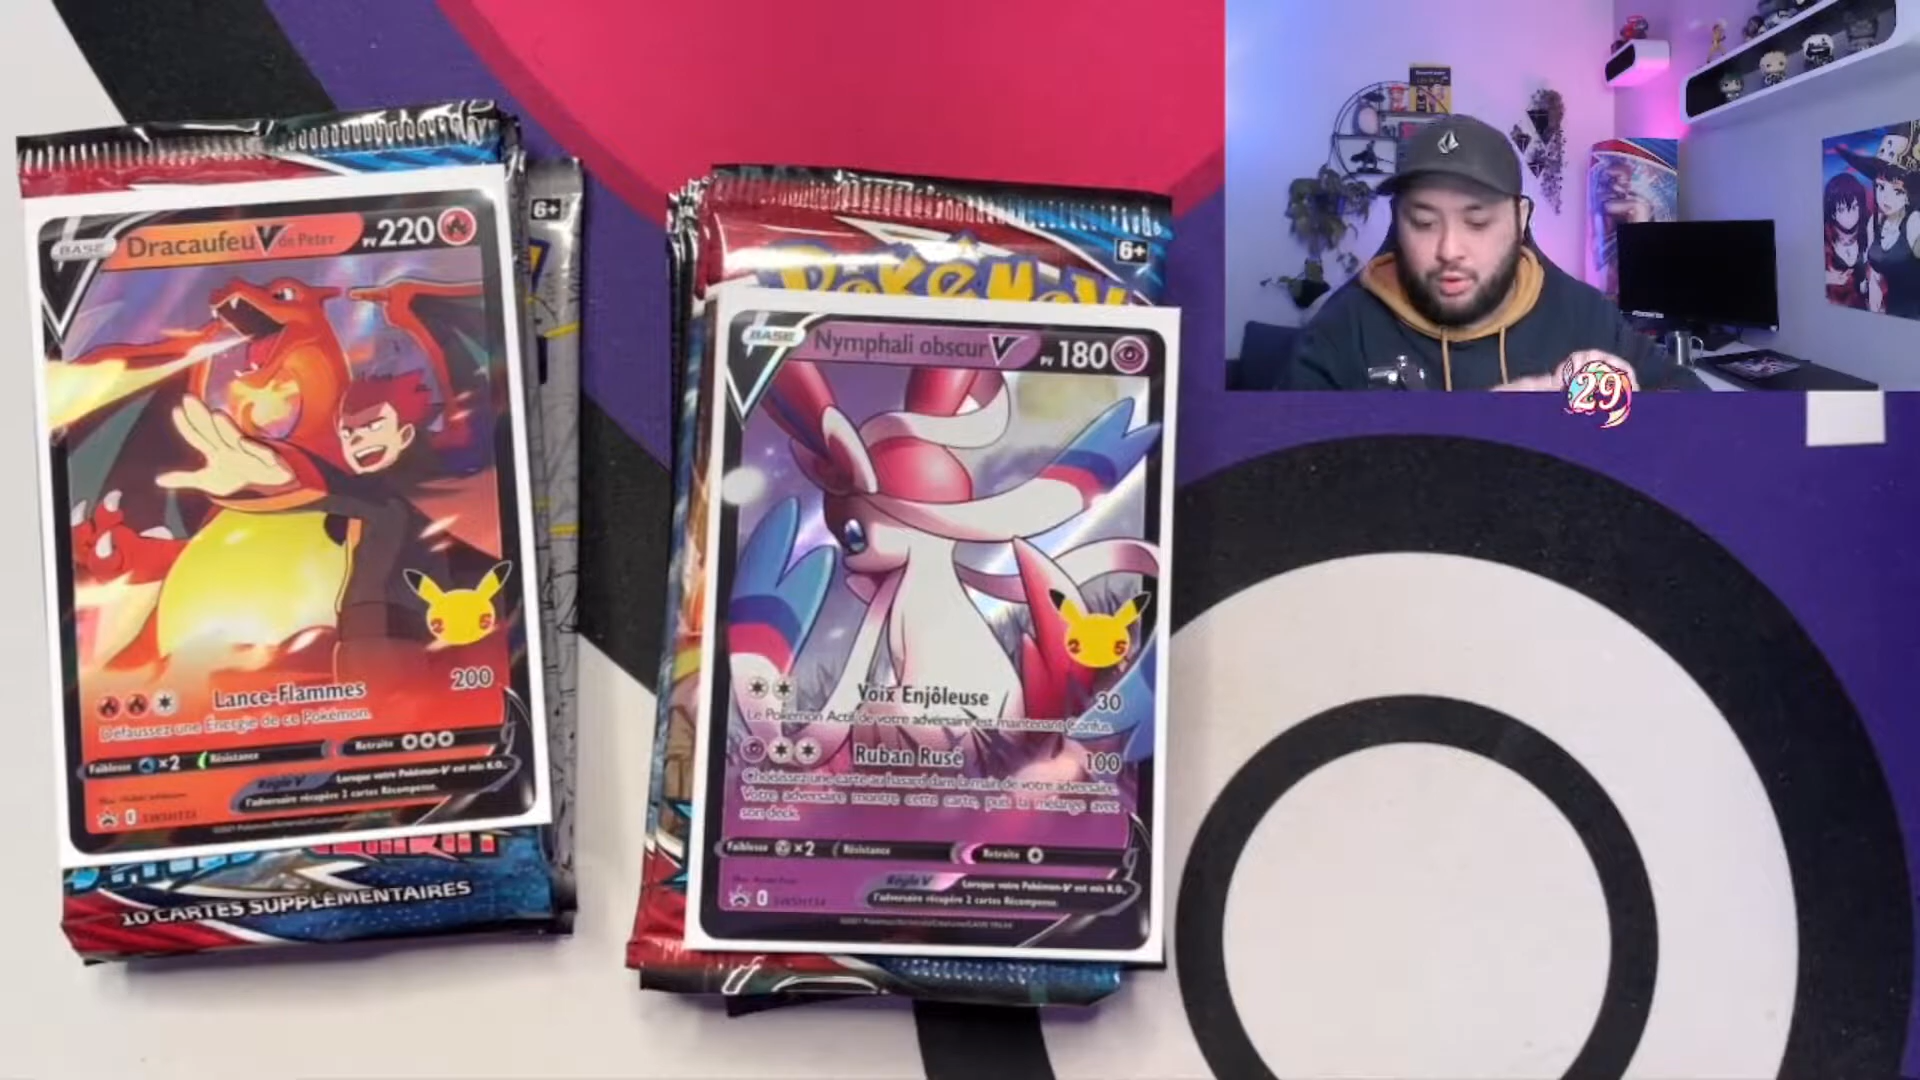 6+
BASE
Dracaufeu V de Peter
PV 220
25
Lance-Flammes 200
Défaussez une Énergie de ce Pokémon.
Faiblesse ×2 Résistance Retraite
Règle V Lorsque votre Pokémon-V est mis K.O.,
l'adversaire récupère 2 cartes Récompense.
10 CARTES SUPPLÉMENTAIRES
POKéMON
6+
BASE
Nymphali obscur V
PV 180
25
Voix Enjôleuse 30
Le Pokémon Actif de votre adversaire est maintenant Confus.
Ruban Rusé 100
Choisissez une carte au hasard dans la main de votre adversaire.
Votre adversaire montre cette carte, puis la mélange avec
son deck.
Faiblesse ×2 Résistance Retraite
Règle V Lorsque votre Pokémon-V est mis K.O.,
l'adversaire récupère 2 cartes Récompense.
29